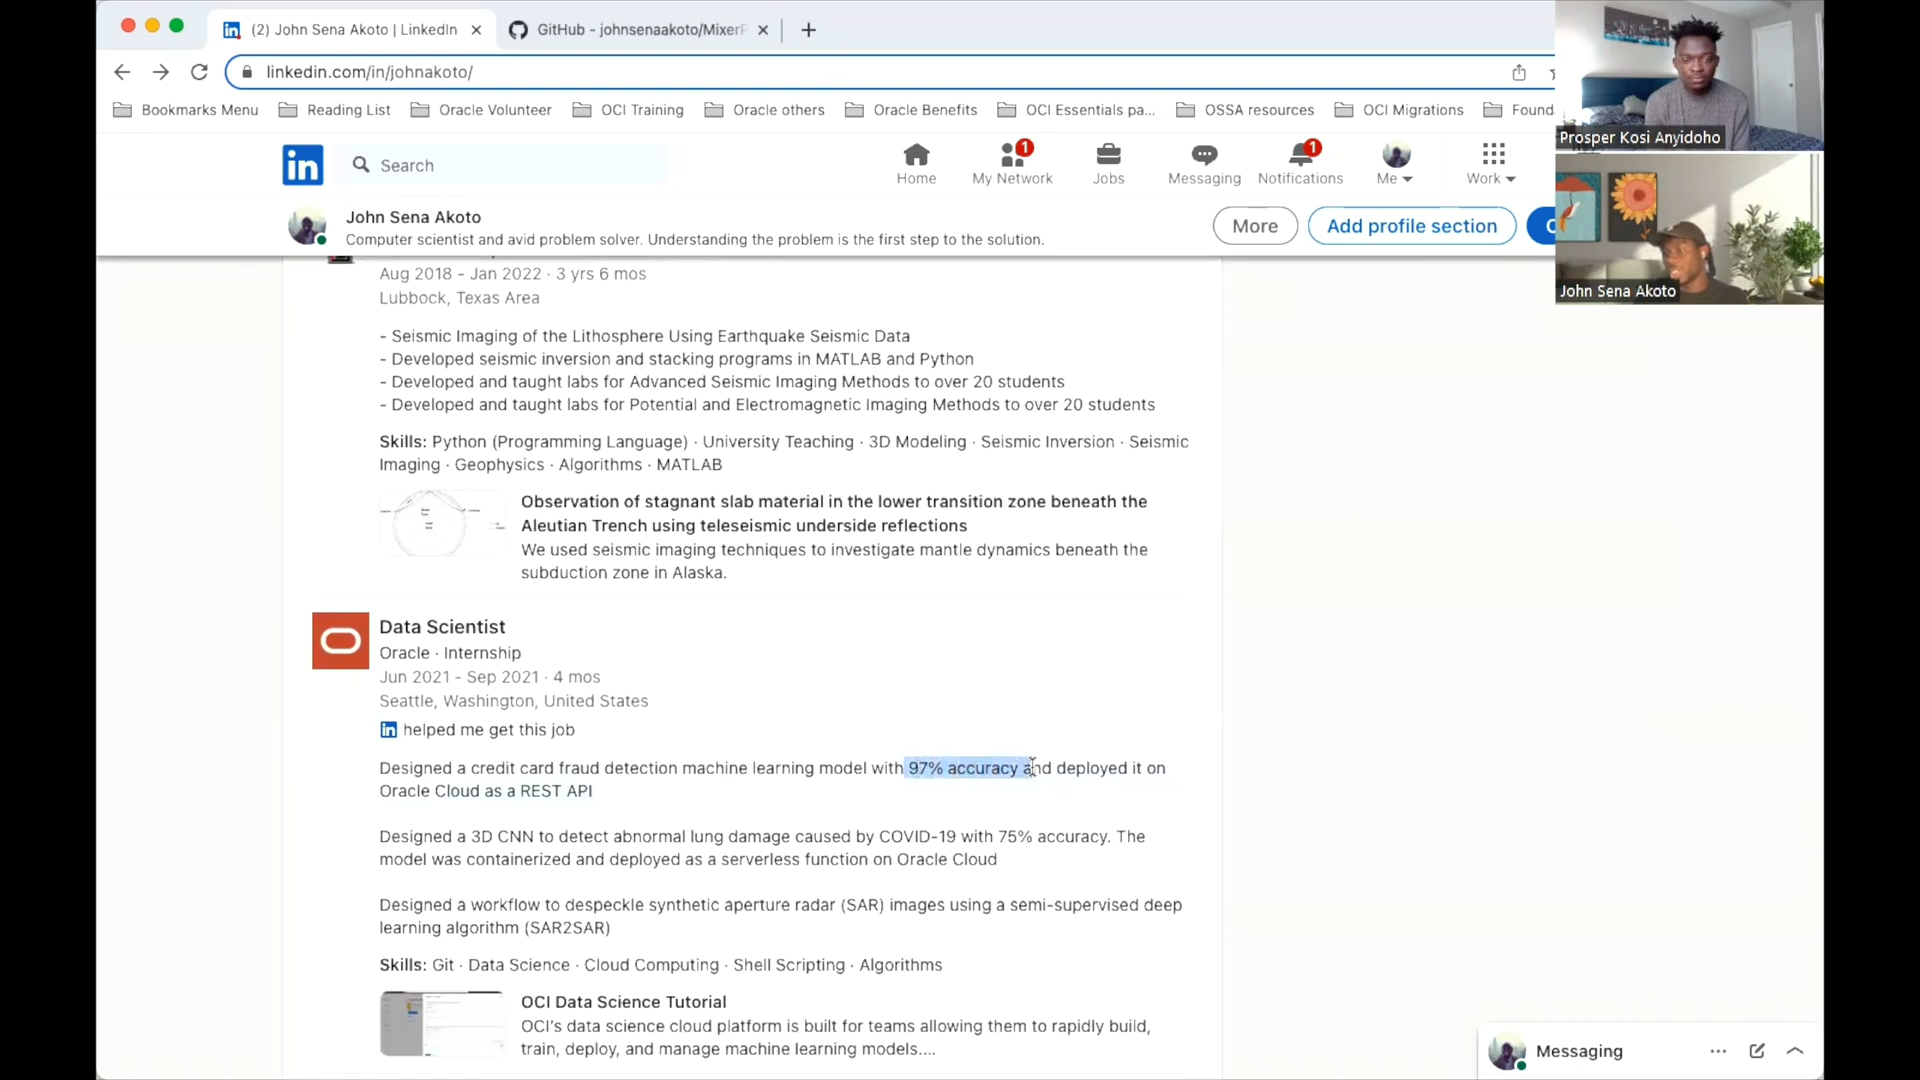 (2) John Sena Akoto | LinkedIn
GitHub - johnsenaakoto/MixerP
linkedin.com/in/johnakoto/
Bookmarks Menu
Reading List
Oracle Volunteer
OCI Training
Oracle others
Oracle Benefits
OCI Essentials pa...
OSSA resources
OCI Migrations
Found
Prosper Kosi Anyidoho
John Sena Akoto
in
Search
Home
1
My Network
Jobs
Messaging
1
Notifications
Me
Work
John Sena Akoto
Computer scientist and avid problem solver. Understanding the problem is the first step to the solution.
More
Add profile section
Aug 2018 - Jan 2022 · 3 yrs 6 mos
Lubbock, Texas Area
- Seismic Imaging of the Lithosphere Using Earthquake Seismic Data
- Developed seismic inversion and stacking programs in MATLAB and Python
- Developed and taught labs for Advanced Seismic Imaging Methods to over 20 students
- Developed and taught labs for Potential and Electromagnetic Imaging Methods to over 20 students
Skills: Python (Programming Language) · University Teaching · 3D Modeling · Seismic Inversion · Seismic
Imaging · Geophysics · Algorithms · MATLAB
Observation of stagnant slab material in the lower transition zone beneath the
Aleutian Trench using teleseismic underside reflections
We used seismic imaging techniques to investigate mantle dynamics beneath the
subduction zone in Alaska.
Data Scientist
Oracle · Internship
Jun 2021 - Sep 2021 · 4 mos
Seattle, Washington, United States
in helped me get this job
Designed a credit card fraud detection machine learning model with 97% accuracy and deployed it on
Oracle Cloud as a REST API
Designed a 3D CNN to detect abnormal lung damage caused by COVID-19 with 75% accuracy. The
model was containerized and deployed as a serverless function on Oracle Cloud
Designed a workflow to despeckle synthetic aperture radar (SAR) images using a semi-supervised deep
learning algorithm (SAR2SAR)
Skills: Git · Data Science · Cloud Computing · Shell Scripting · Algorithms
OCI Data Science Tutorial
OCI's data science cloud platform is built for teams allowing them to rapidly build,
train, deploy, and manage machine learning models....
Messaging